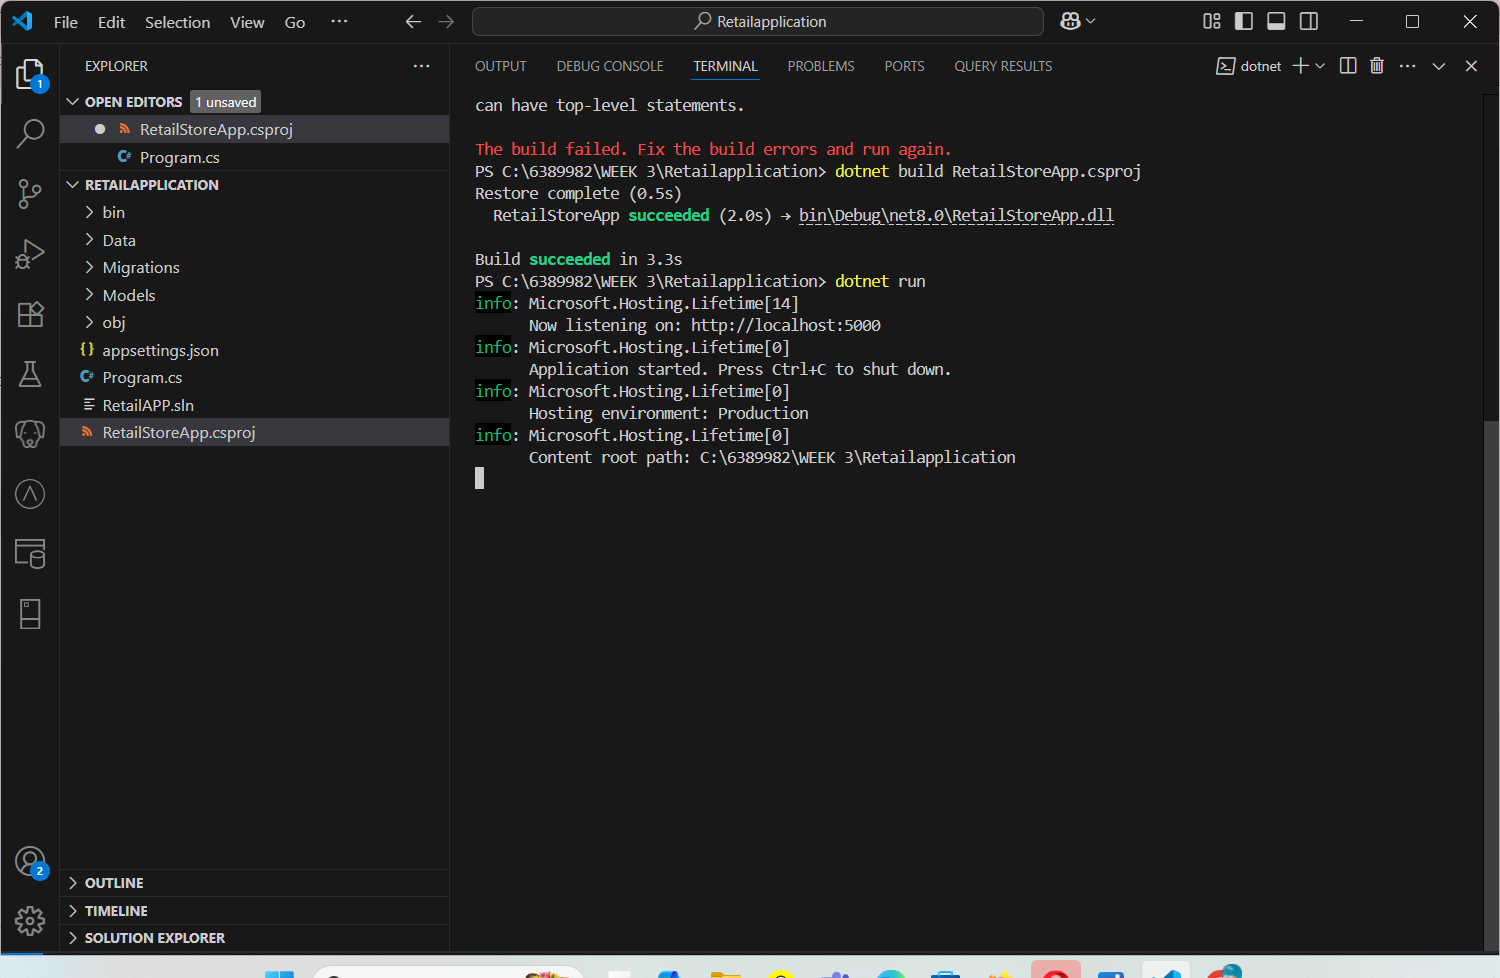 File Edit Selection View Go ··· Retailapplication
EXPLORER
OPEN EDITORS 1 unsaved
RetailStoreApp.csproj
Program.cs
RETAILAPPLICATION
bin
Data
Migrations
Models
obj
appsettings.json
Program.cs
RetailAPP.sln
RetailStoreApp.csproj
OUTLINE
TIMELINE
SOLUTION EXPLORER
1
2
OUTPUT DEBUG CONSOLE TERMINAL PROBLEMS PORTS QUERY RESULTS dotnet
can have top-level statements.
The build failed. Fix the build errors and run again.
PS C:\6389982\WEEK 3\Retailapplication> dotnet build RetailStoreApp.csproj
Restore complete (0.5s)
RetailStoreApp succeeded (2.0s) → bin\Debug\net8.0\RetailStoreApp.dll
Build succeeded in 3.3s
PS C:\6389982\WEEK 3\Retailapplication> dotnet run
info: Microsoft.Hosting.Lifetime[14]
Now listening on: http://localhost:5000
info: Microsoft.Hosting.Lifetime[0]
Application started. Press Ctrl+C to shut down.
info: Microsoft.Hosting.Lifetime[0]
Hosting environment: Production
info: Microsoft.Hosting.Lifetime[0]
Content root path: C:\6389982\WEEK 3\Retailapplication